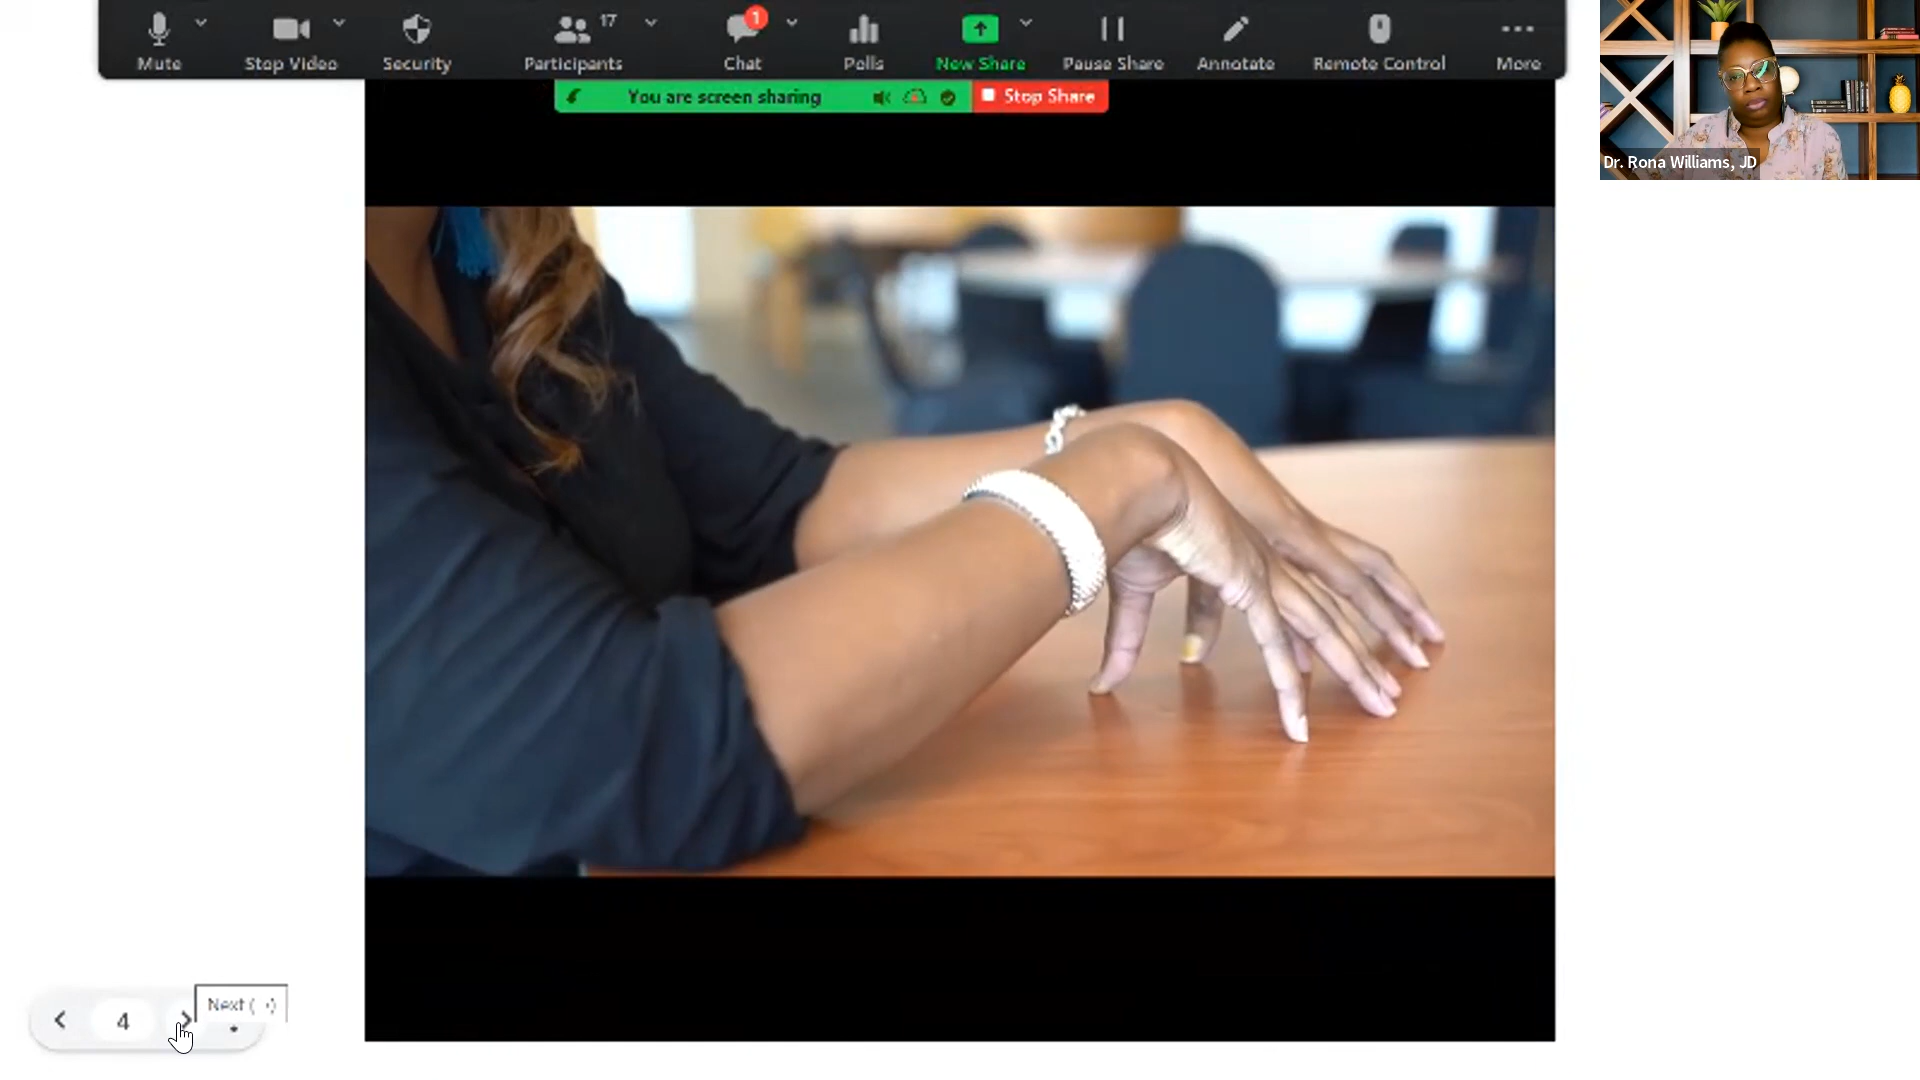 Mute
Stop Video
Security
17
Participants
1
Chat
Polls
New Share
Pause Share
Annotate
Remote Control
More
You are screen sharing
Stop Share
Dr. Rona Williams, JD
4
Next (